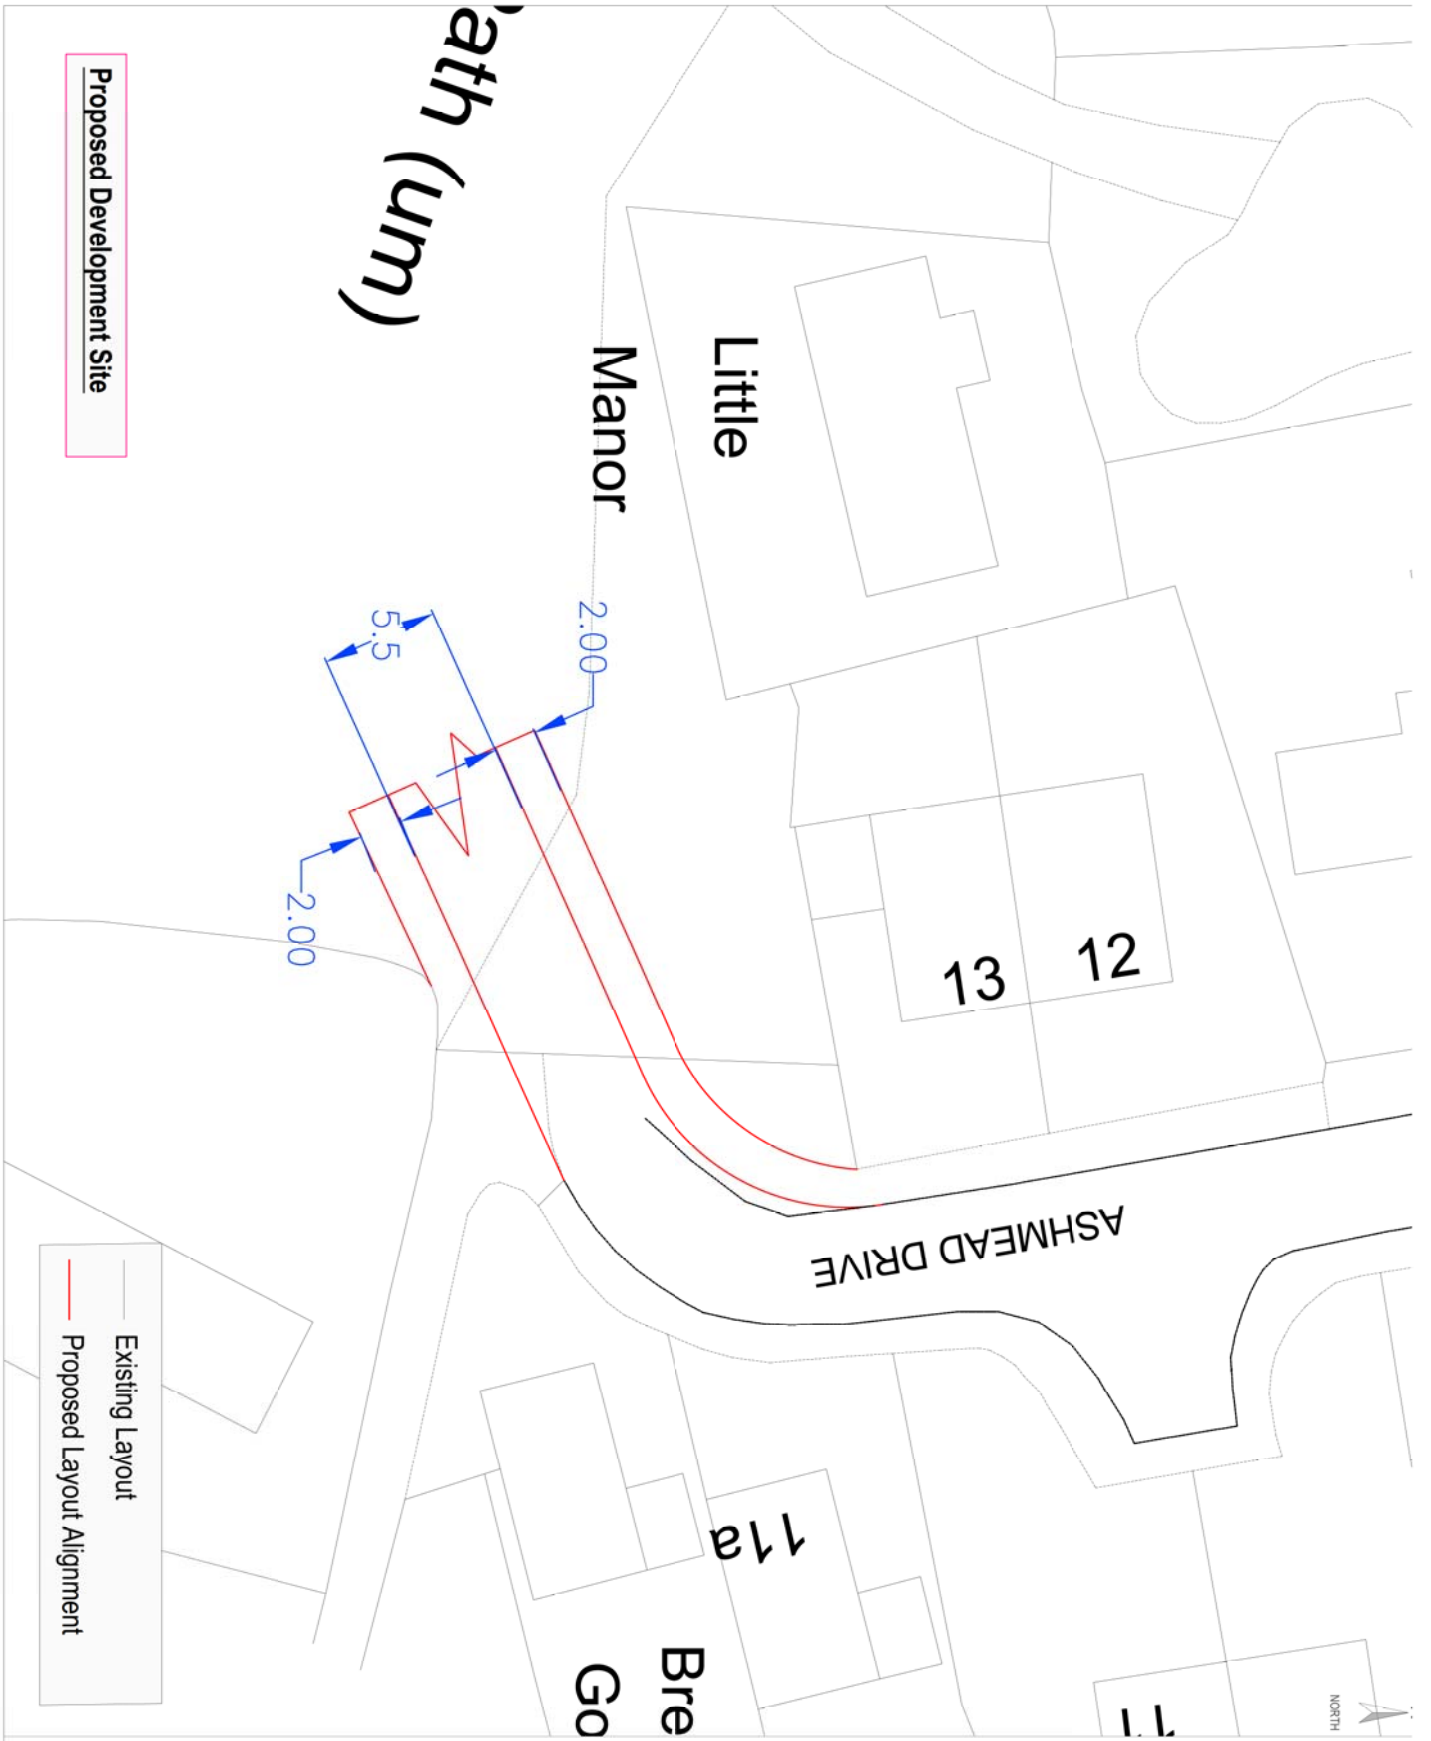 Proposed Development Site
ath (um)
Little
Manor
2.00
5.5
2.00
13
12
ASHMEAD DRIVE
11a
11
Bre
Go
Existing Layout
Proposed Layout Alignment
NORTH